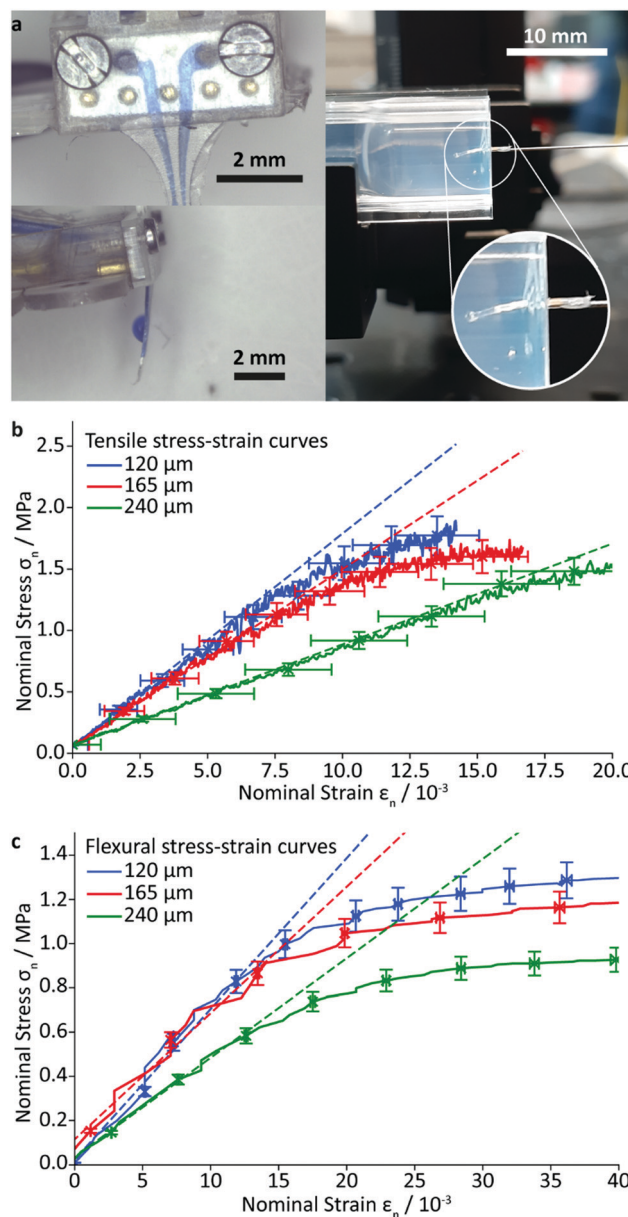 a
10 mm
2 mm
2 mm
b
2.5
2.0
1.5
1.0
0.5
0.0
Nominal Stress σn / MPa
Tensile stress-strain curves
120 µm
165 µm
240 µm
0.0 2.5 5.0 7.5 10.0 12.5 15.0 17.5 20.0
Nominal Strain εn / 10⁻³
c
1.4
1.2
1.0
0.8
0.6
0.4
0.2
0.0
Nominal Stress σn / MPa
Flexural stress-strain curves
120 µm
165 µm
240 µm
0 5 10 15 20 25 30 35 40
Nominal Strain εn / 10⁻³